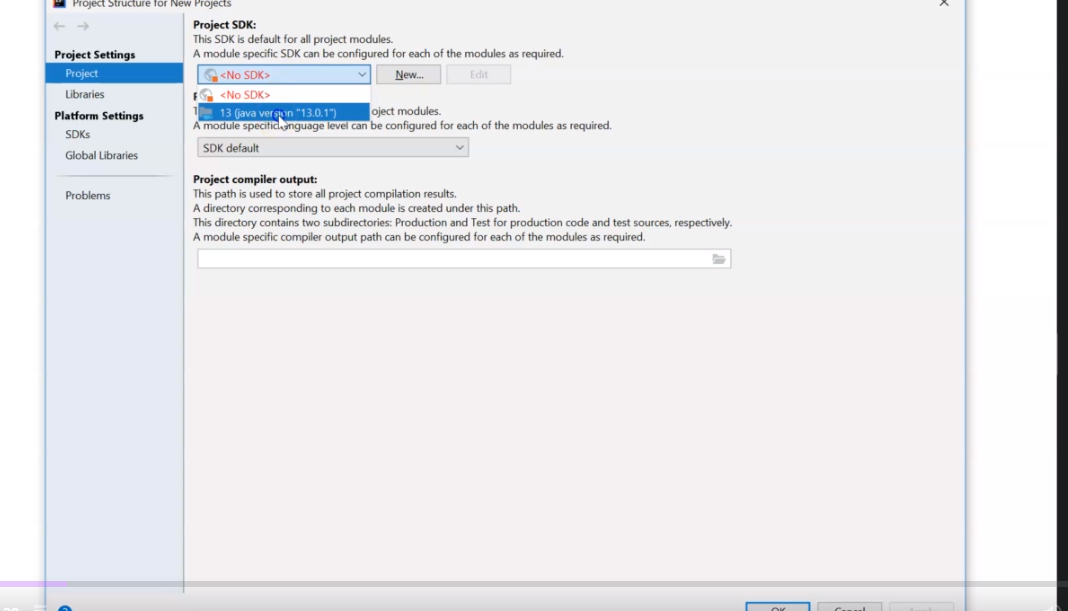 Project Structure for New Projects
Project SDK:
This SDK is default for all project modules.
A module specific SDK can be configured for each of the modules as required.
Project Settings
Project
Libraries
Platform Settings
SDKs
Global Libraries
Problems
<No SDK>
New...
Edit
<No SDK>
13 (java version "13.0.1")
oject modules.
A module specific language level can be configured for each of the modules as required.
SDK default
Project compiler output:
This path is used to store all project compilation results.
A directory corresponding to each module is created under this path.
This directory contains two subdirectories: Production and Test for production code and test sources, respectively.
A module specific compiler output path can be configured for each of the modules as required.
OK
Cancel